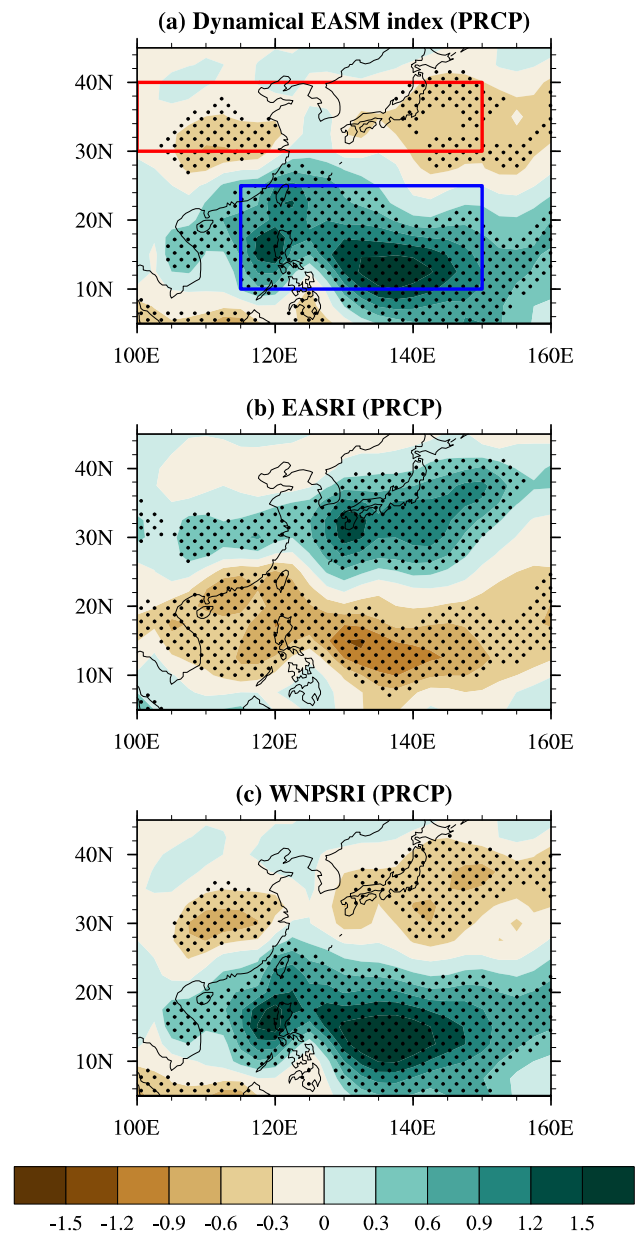 (a) Dynamical EASM index (PRCP)
40N
30N
20N
10N
100E 120E 140E 160E
(b) EASRI (PRCP)
40N
30N
20N
10N
100E 120E 140E 160E
(c) WNPSRI (PRCP)
40N
30N
20N
10N
100E 120E 140E 160E
-1.5 -1.2 -0.9 -0.6 -0.3 0 0.3 0.6 0.9 1.2 1.5